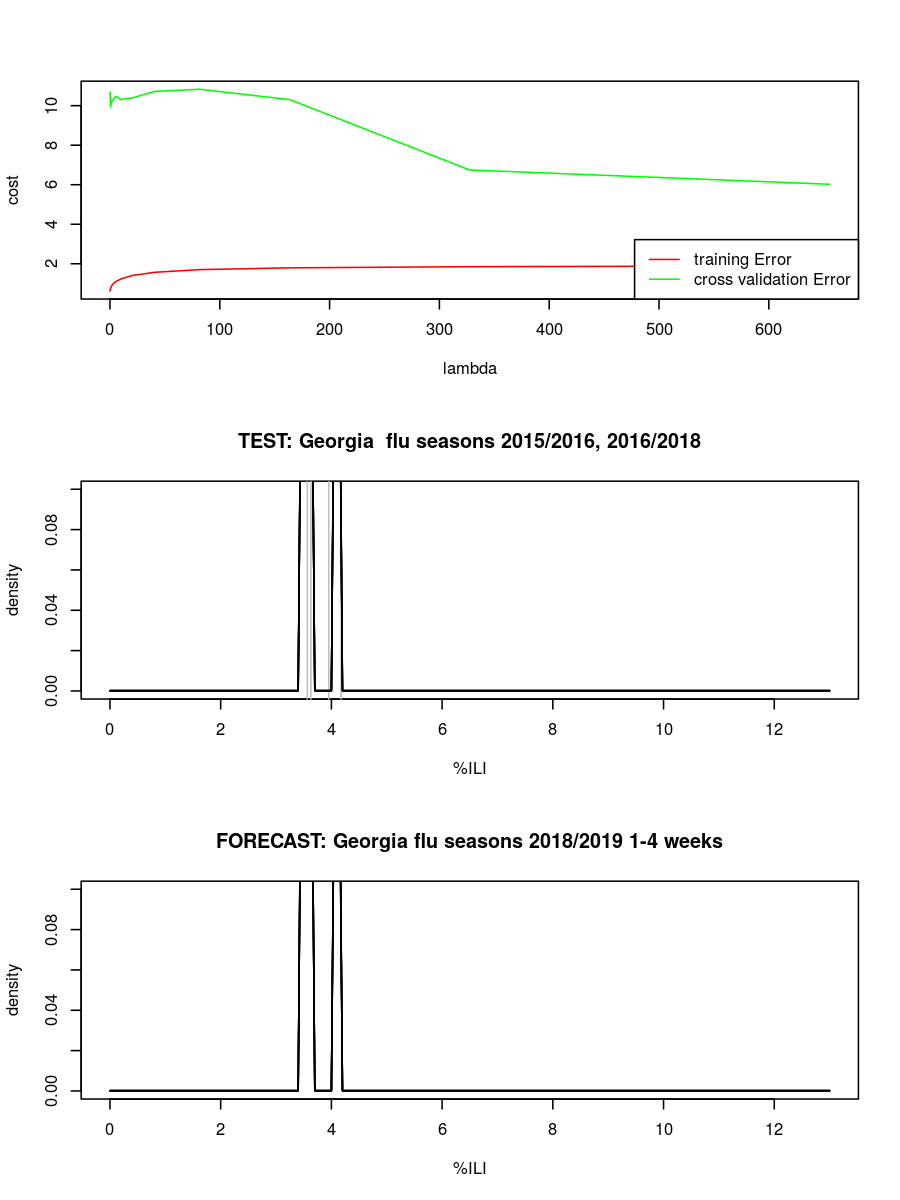 10
8
6
4
2
cost
training Error
cross validation Error
0 100 200 300 400 500 600
lambda
TEST: Georgia  flu seasons 2015/2016, 2016/2018
0.08
0.04
0.00
density
0 2 4 6 8 10 12
%ILI
FORECAST: Georgia flu seasons 2018/2019 1-4 weeks
0.08
0.04
0.00
density
0 2 4 6 8 10 12
%ILI